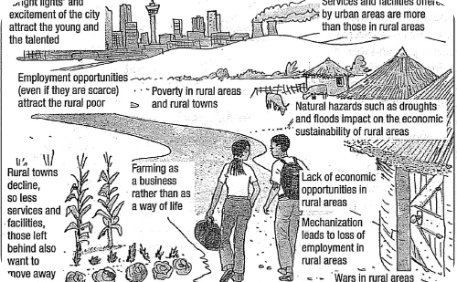 "Bright lights" and
excitement of the city
attract the young and
the talented
Services and facilities offered
by urban areas are more
than those in rural areas
Employment opportunities
(even if they are scarce)
attract the rural poor
Poverty in rural areas
and rural towns
Natural hazards such as droughts
and floods impact on the economic
sustainability of rural areas
Rural towns
decline,
so less
services and
facilities,
those left
behind also
want to
move away
Farming as
a business
rather than as
a way of life
Lack of economic
opportunities in
rural areas
Mechanization
leads to loss of
employment in
rural areas
Wars in rural areas